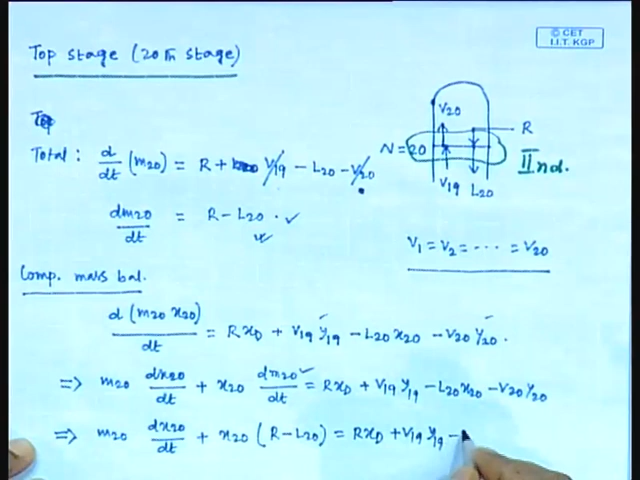 © CET
I.I.T. KGP
Top stage (20th stage)
V20
R
N = 20
IInd.
V19 L20
Total : d/dt (m20) = R + V19 − L20 − V20
dm20/dt = R − L20 . ✓
V1 = V2 = ---- = V20
Comp. mass bal.
d (m20 x20)/dt = R xD + V19 y19 − L20 x20 − V20 y20 .
⇒ m20 dx20/dt + x20 dm20/dt ✓ = R xD + V19 y19 − L20 x20 − V20 y20
⇒ m20 dx20/dt + x20 (R − L20) = R xD + V19 y19 −